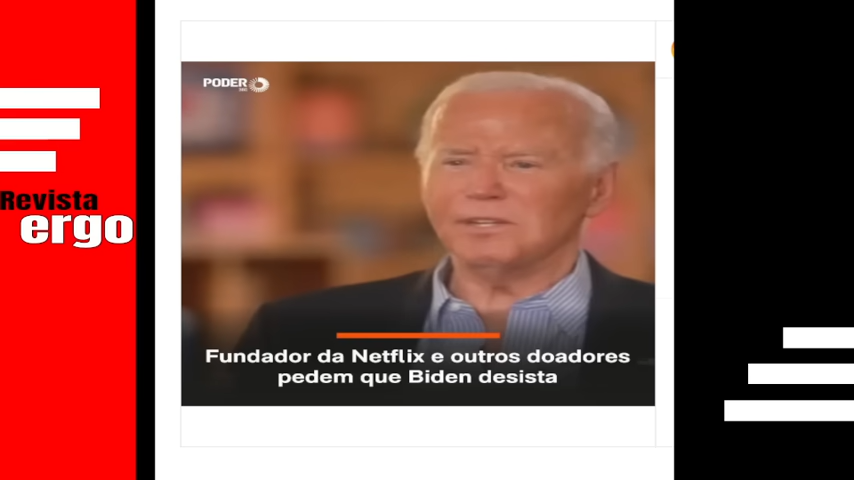 PODER
Revista
ergo
Fundador da Netflix e outros doadores
pedem que Biden desista